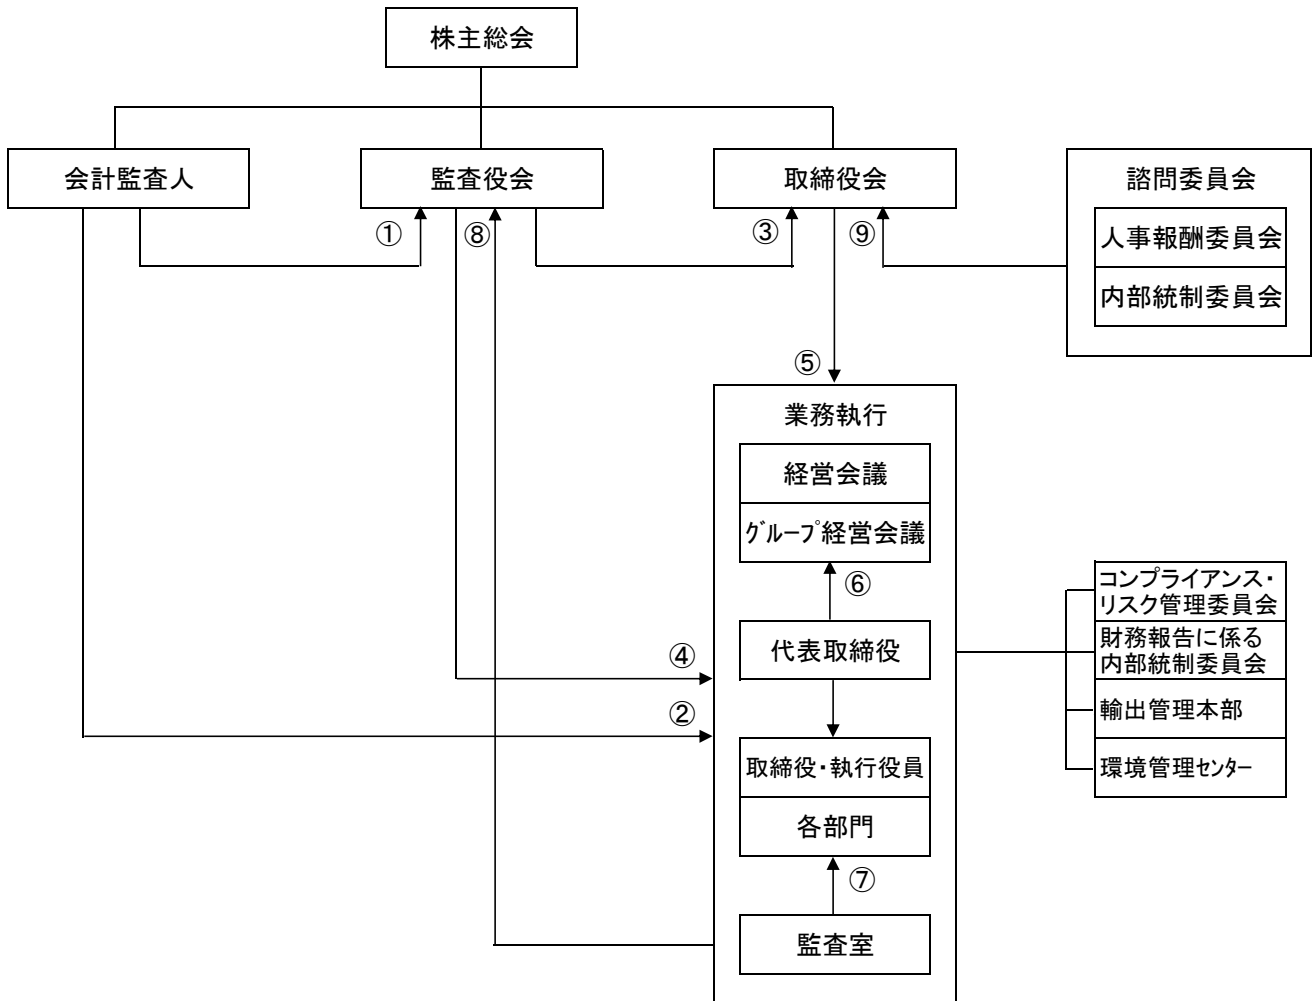 株主総会
会計監査人
監査役会
取締役会
諮問委員会
人事報酬委員会
内部統制委員会
①
⑧
③
⑨
⑤
業務執行
経営会議
グループ経営会議
⑥
代表取締役
④
②
取締役・執行役員
各部門
⑦
監査室
コンプライアンス・
リスク管理委員会
財務報告に係る
内部統制委員会
輸出管理本部
環境管理センター